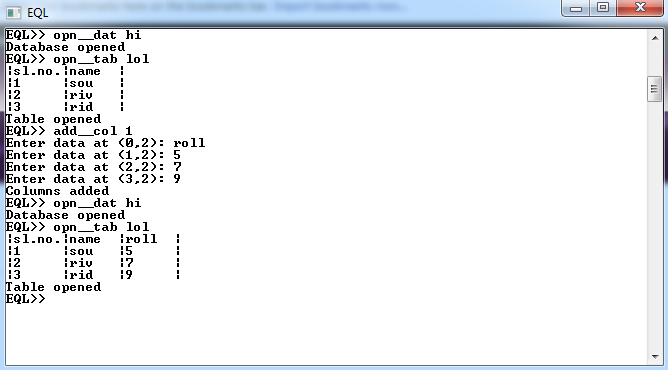 Import bookmarks now...
EQL
EQL>> opn__dat hi
Database opened
EQL>> opn__tab lol
¦sl.no.¦name  ¦
¦1     ¦sou   ¦
¦2     ¦riv   ¦
¦3     ¦rid   ¦
Table opened
EQL>> add__col 1
Enter data at (0,2): roll
Enter data at (1,2): 5
Enter data at (2,2): 7
Enter data at (3,2): 9
Columns added
EQL>> opn__dat hi
Database opened
EQL>> opn__tab lol
¦sl.no.¦name  ¦roll  ¦
¦1     ¦sou   ¦5     ¦
¦2     ¦riv   ¦7     ¦
¦3     ¦rid   ¦9     ¦
Table opened
EQL>>